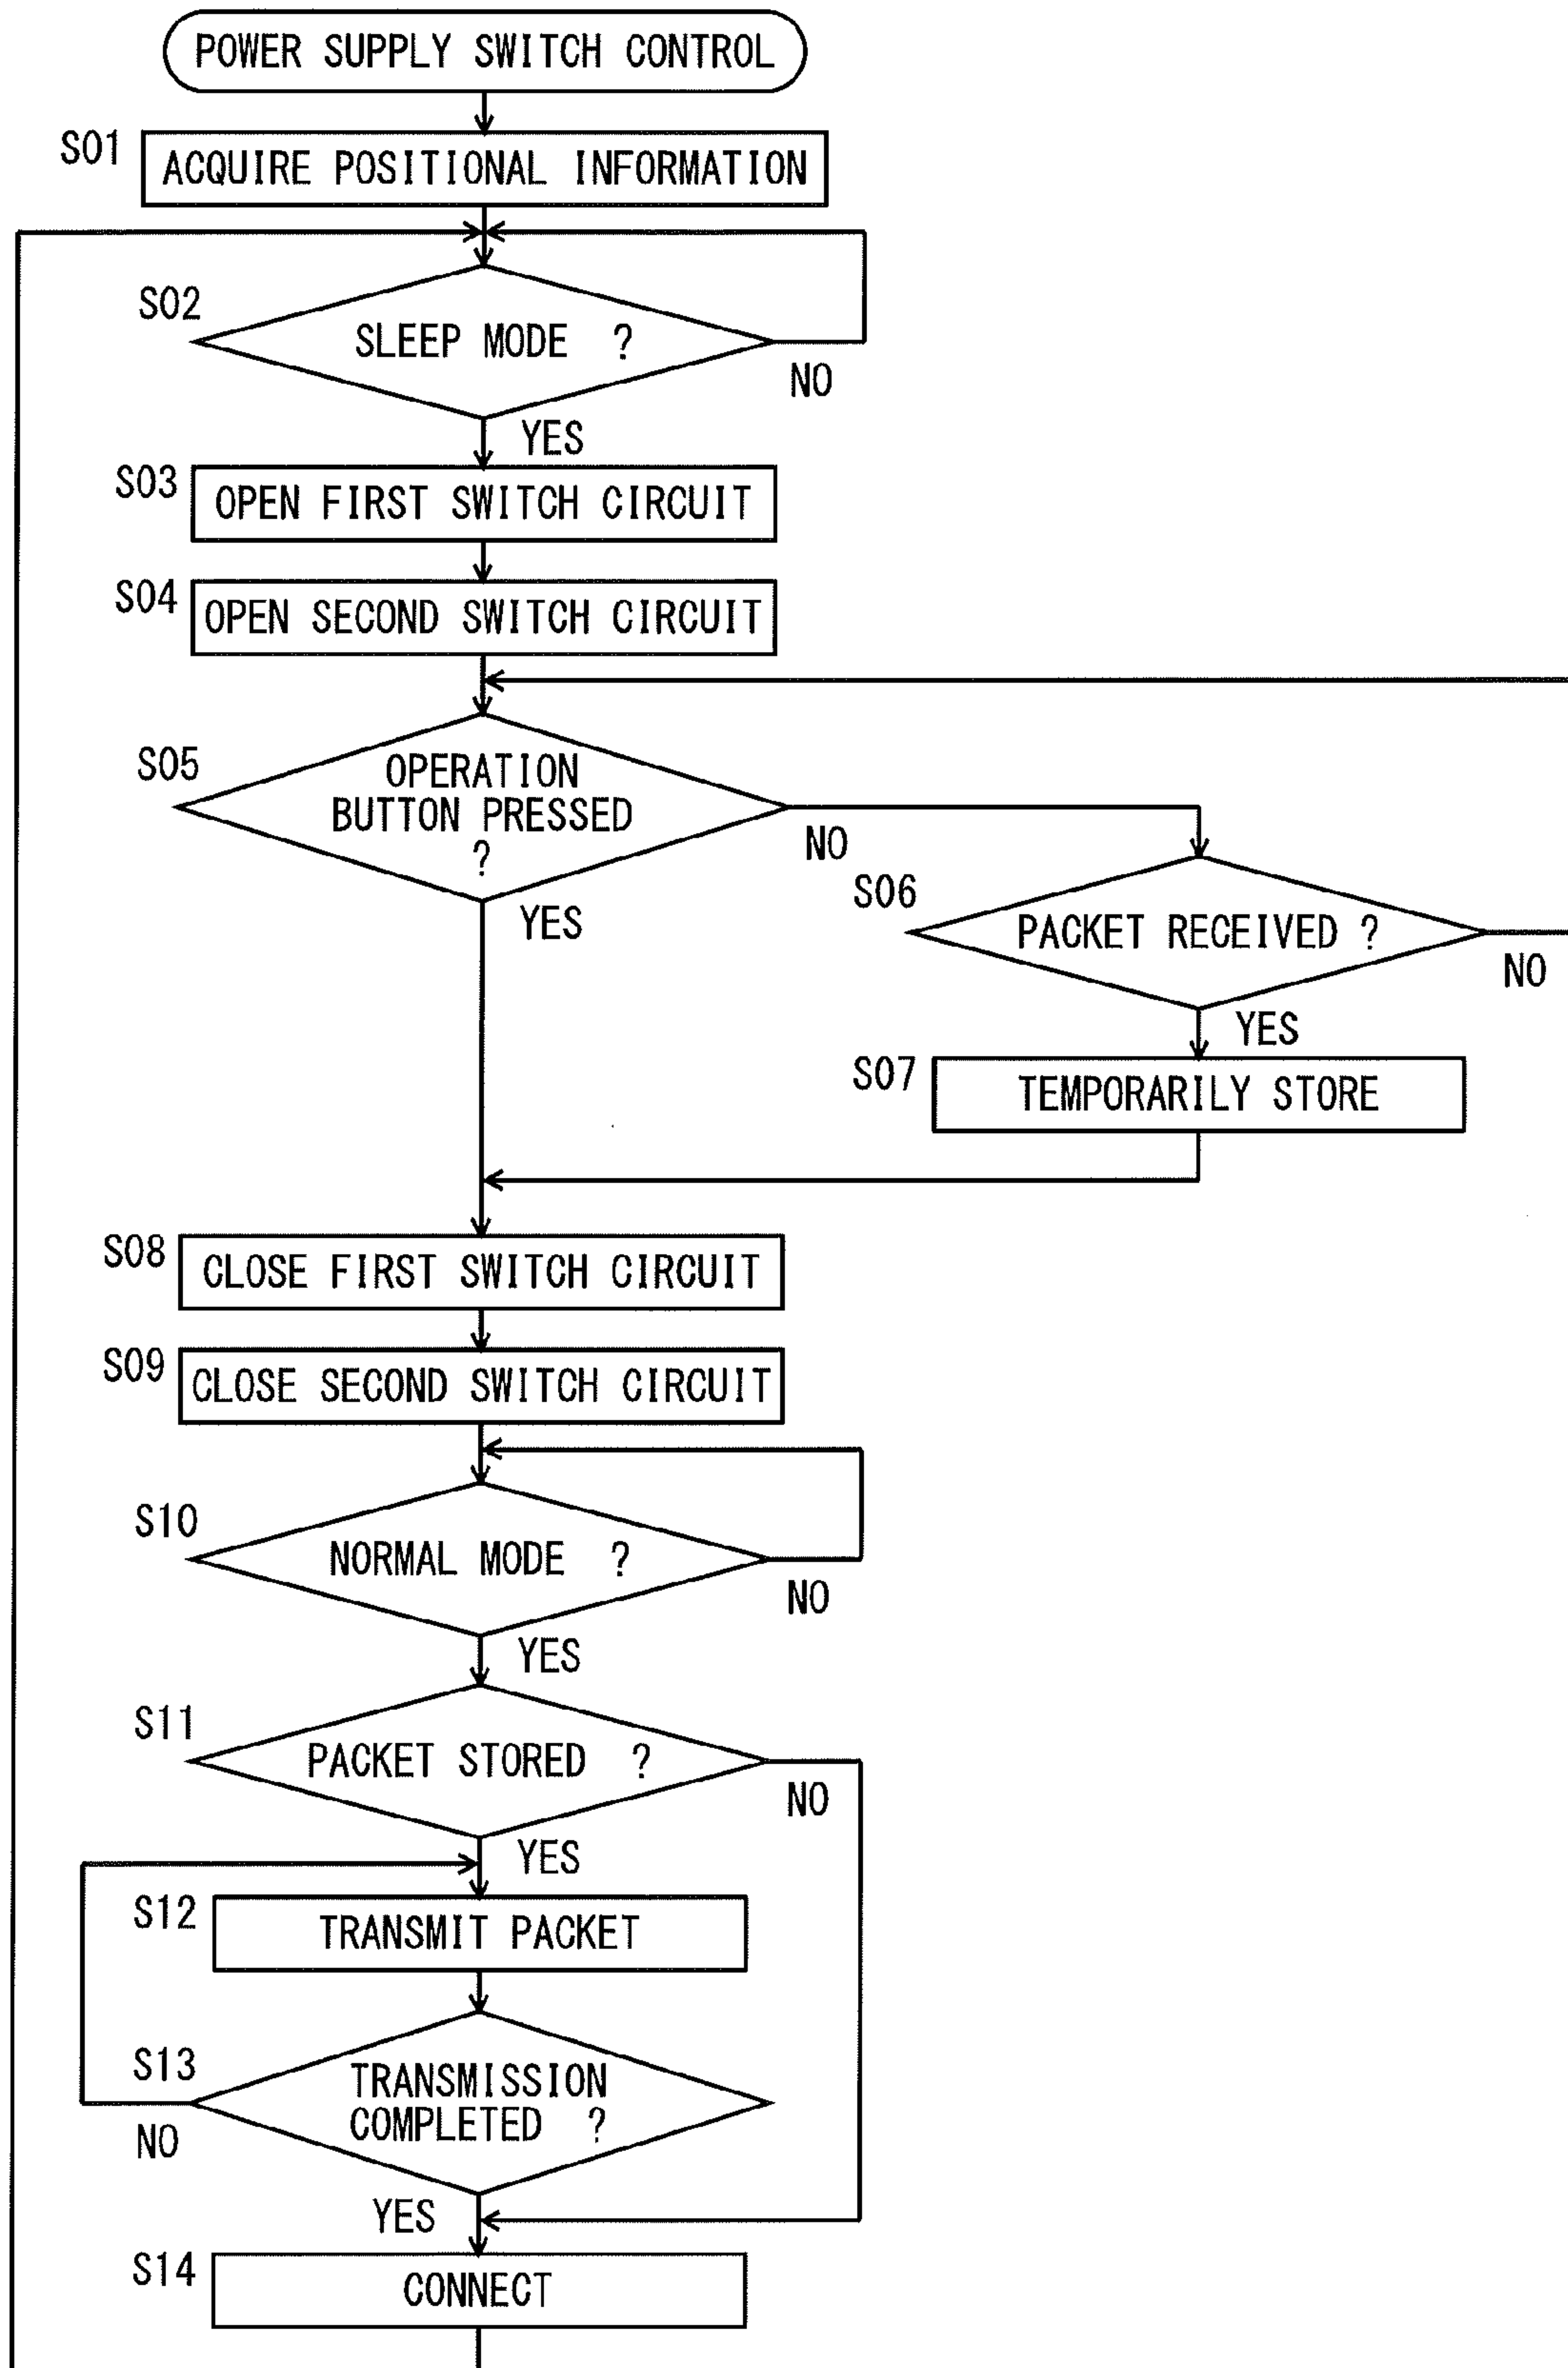 POWER SUPPLY SWITCH CONTROL
S01
ACQUIRE POSITIONAL INFORMATION
S02
SLEEP MODE ?
NO
YES
S03
OPEN FIRST SWITCH CIRCUIT
S04
OPEN SECOND SWITCH CIRCUIT
S05
OPERATION
BUTTON PRESSED
?
NO
YES
S06
PACKET RECEIVED ?
NO
YES
S07
TEMPORARILY STORE
S08
CLOSE FIRST SWITCH CIRCUIT
S09
CLOSE SECOND SWITCH CIRCUIT
S10
NORMAL MODE ?
NO
YES
S11
PACKET STORED ?
NO
YES
S12
TRANSMIT PACKET
S13
TRANSMISSION
COMPLETED ?
NO
YES
S14
CONNECT